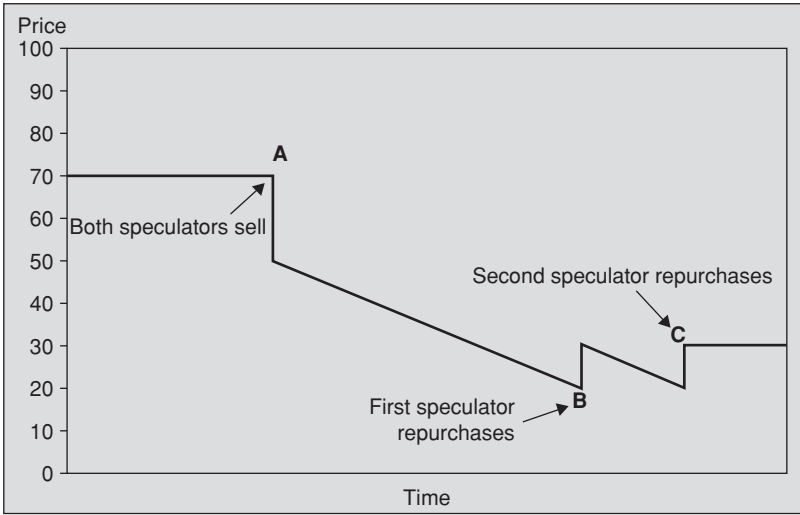 Price
100
90
80
70
60
50
40
30
20
10
0
A
Both speculators sell
Second speculator repurchases
C
B
First speculator
repurchases
Time